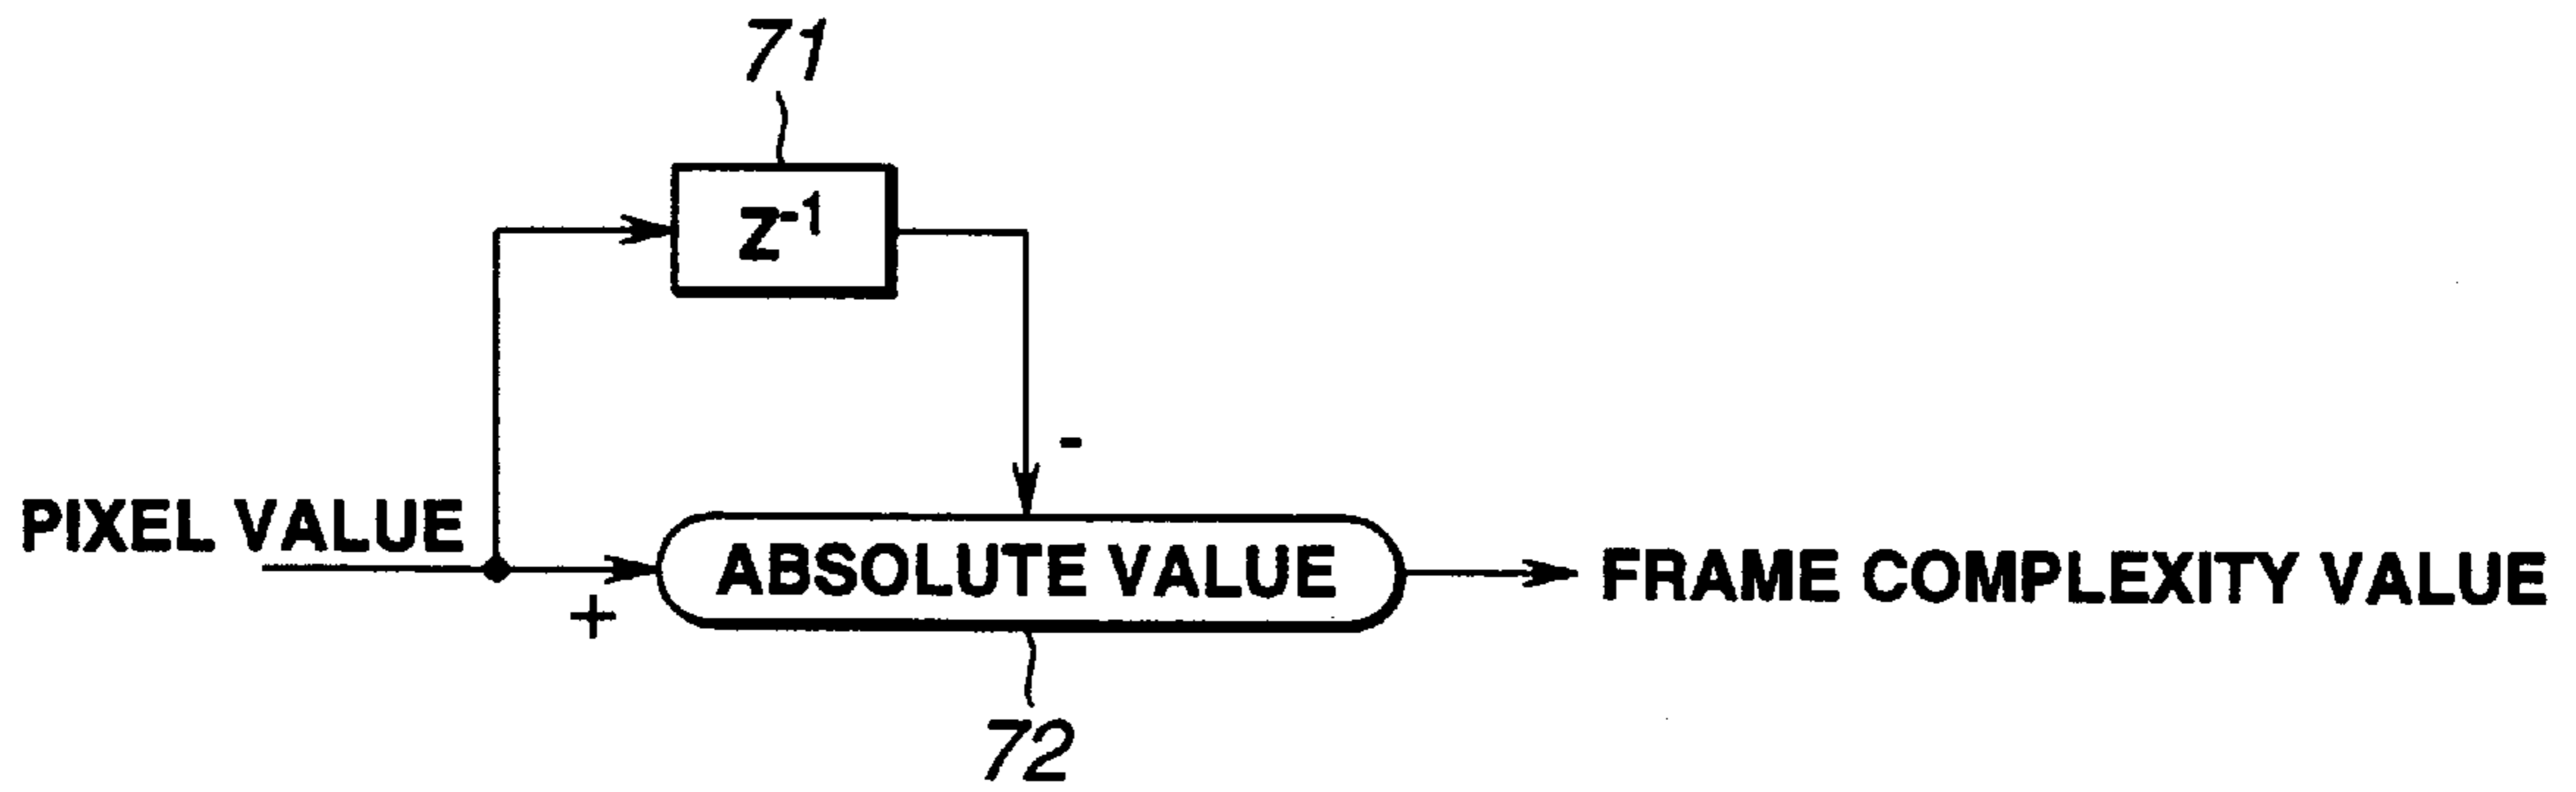 71
Z-1
-
PIXEL VALUE
+
ABSOLUTE VALUE
FRAME COMPLEXITY VALUE
72